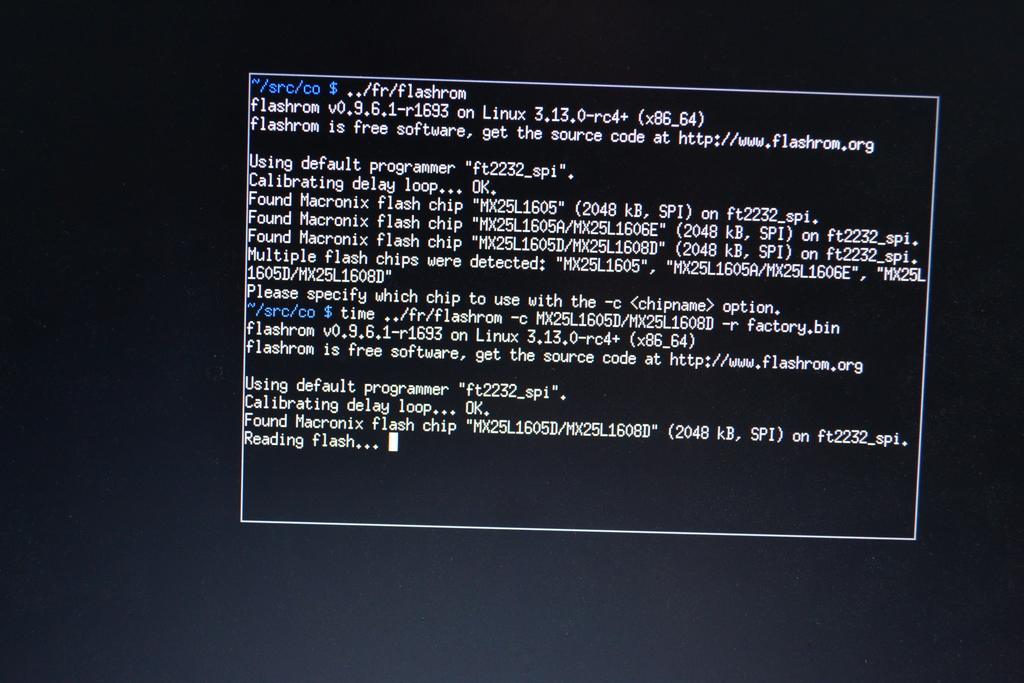 ~/src/co $ ../fr/flashrom
flashrom v0.9.6.1-r1693 on Linux 3.13.0-rc4+ (x86_64)
flashrom is free software, get the source code at http://www.flashrom.org
Using default programmer "ft2232_spi".
Calibrating delay loop... OK.
Found Macronix flash chip "MX25L1605" (2048 kB, SPI) on ft2232_spi.
Found Macronix flash chip "MX25L1605A/MX25L1606E" (2048 kB, SPI) on ft2232_spi.
Found Macronix flash chip "MX25L1605D/MX25L1608D" (2048 kB, SPI) on ft2232_spi.
Multiple flash chips were detected: "MX25L1605", "MX25L1605A/MX25L1606E", "MX25L
1605D/MX25L1608D"
Please specify which chip to use with the -c <chipname> option.
~/src/co $ time ../fr/flashrom -c MX25L1605D/MX25L1608D -r factory.bin
flashrom v0.9.6.1-r1693 on Linux 3.13.0-rc4+ (x86_64)
flashrom is free software, get the source code at http://www.flashrom.org
Using default programmer "ft2232_spi".
Calibrating delay loop... OK.
Found Macronix flash chip "MX25L1605D/MX25L1608D" (2048 kB, SPI) on ft2232_spi.
Reading flash...